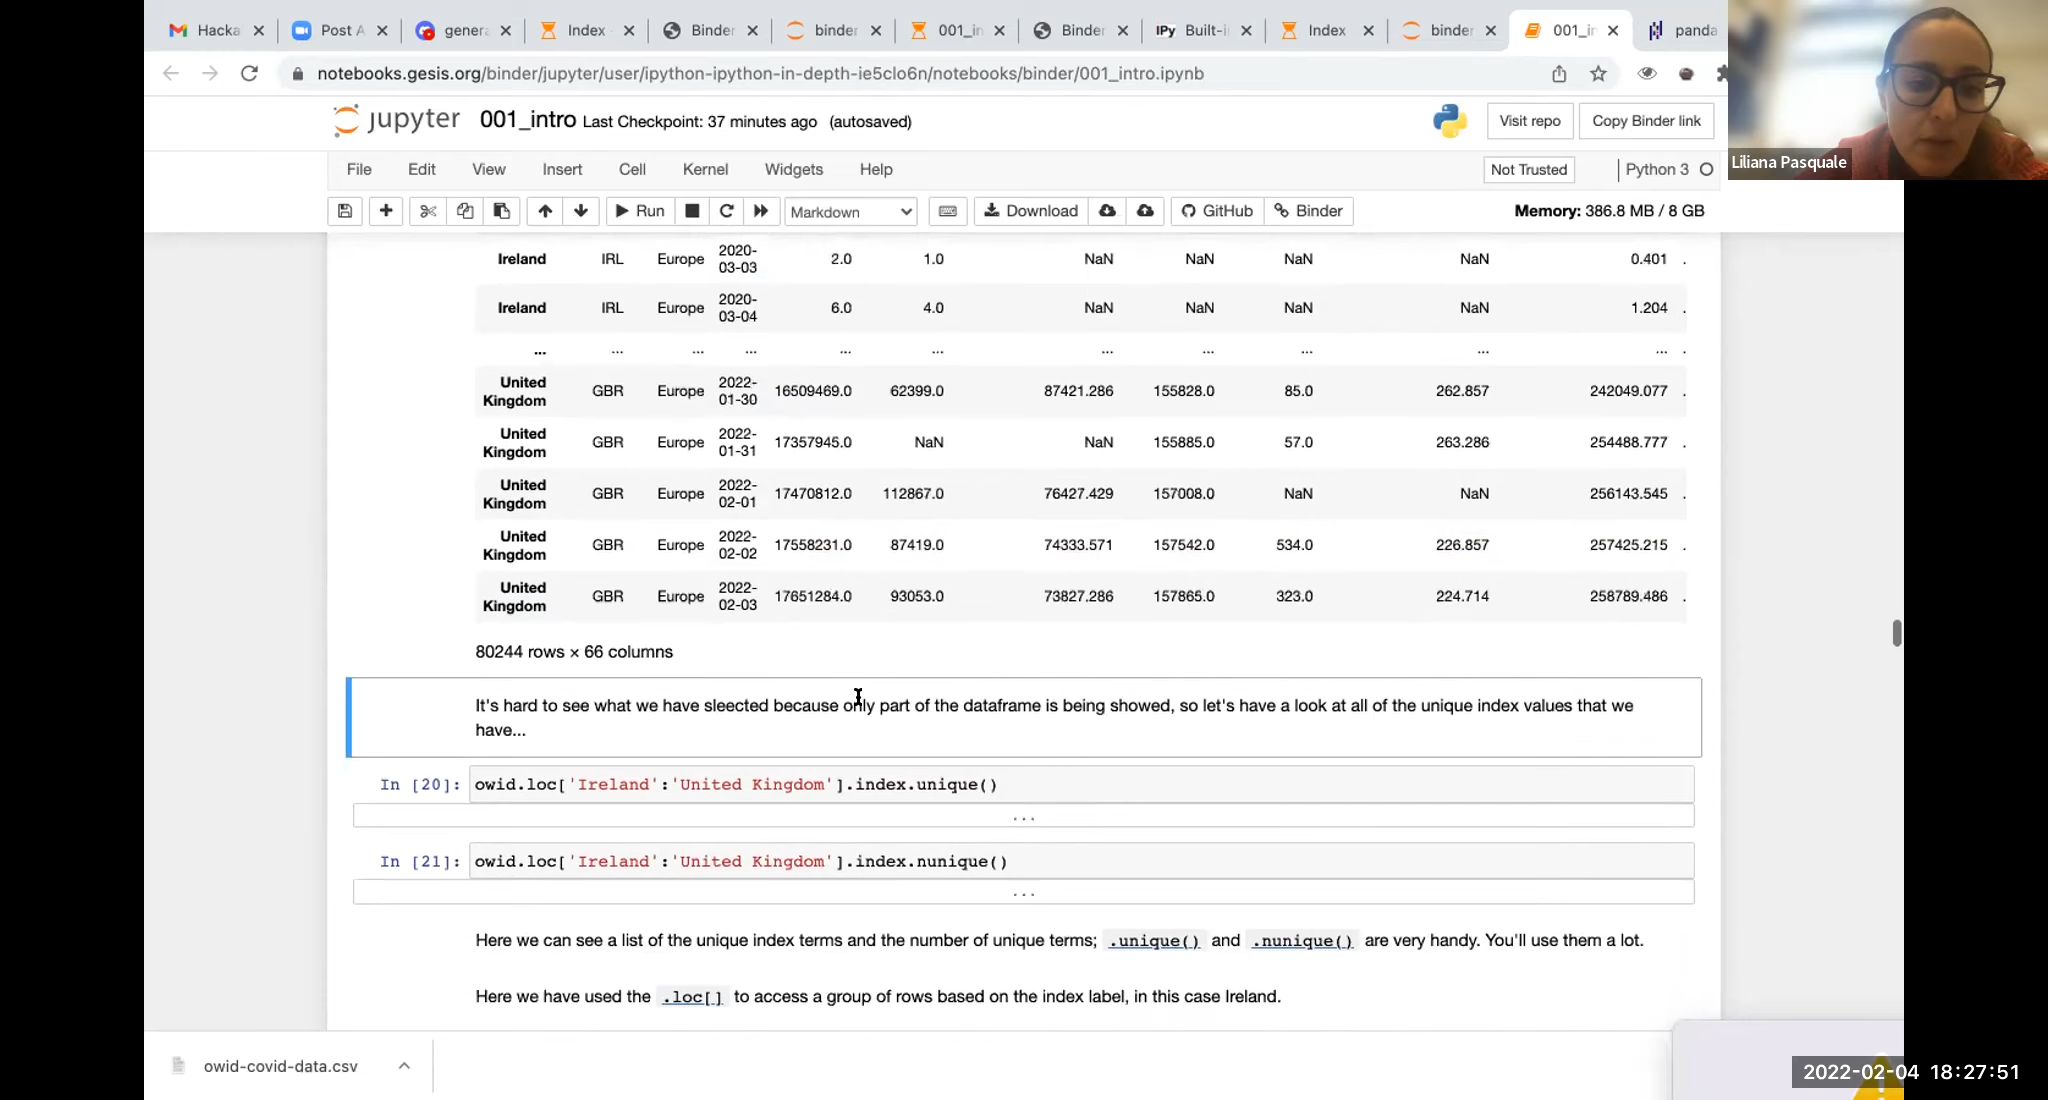 Hacka
Post A
genera
Index
Binder
binder
001_in
Binder
IPy Built-i
Index
binder
001_in
panda
notebooks.gesis.org/binder/jupyter/user/ipython-ipython-in-depth-ie5clo6n/notebooks/binder/001_intro.ipynb
jupyter 001_intro Last Checkpoint: 37 minutes ago (autosaved)
Visit repo
Copy Binder link
Liliana Pasquale
File Edit View Insert Cell Kernel Widgets Help
Not Trusted
Python 3
Run
Markdown
Download
GitHub
Binder
Memory: 386.8 MB / 8 GB
Ireland IRL Europe 2020-03-03 2.0 1.0 NaN NaN NaN NaN 0.401 .
Ireland IRL Europe 2020-03-04 6.0 4.0 NaN NaN NaN NaN 1.204 .
... ... ... ... ... ... ... ... ... ... ... .
United Kingdom GBR Europe 2022-01-30 16509469.0 62399.0 87421.286 155828.0 85.0 262.857 242049.077 .
United Kingdom GBR Europe 2022-01-31 17357945.0 NaN NaN 155885.0 57.0 263.286 254488.777 .
United Kingdom GBR Europe 2022-02-01 17470812.0 112867.0 76427.429 157008.0 NaN NaN 256143.545 .
United Kingdom GBR Europe 2022-02-02 17558231.0 87419.0 74333.571 157542.0 534.0 226.857 257425.215 .
United Kingdom GBR Europe 2022-02-03 17651284.0 93053.0 73827.286 157865.0 323.0 224.714 258789.486 .
80244 rows × 66 columns
It's hard to see what we have sleected because only part of the dataframe is being showed, so let's have a look at all of the unique index values that we
have...
In [20]: owid.loc['Ireland':'United Kingdom'].index.unique()
...
In [21]: owid.loc['Ireland':'United Kingdom'].index.nunique()
...
Here we can see a list of the unique index terms and the number of unique terms; .unique() and .nunique() are very handy. You'll use them a lot.
Here we have used the .loc[] to access a group of rows based on the index label, in this case Ireland.
owid-covid-data.csv
2022-02-04 18:27:51